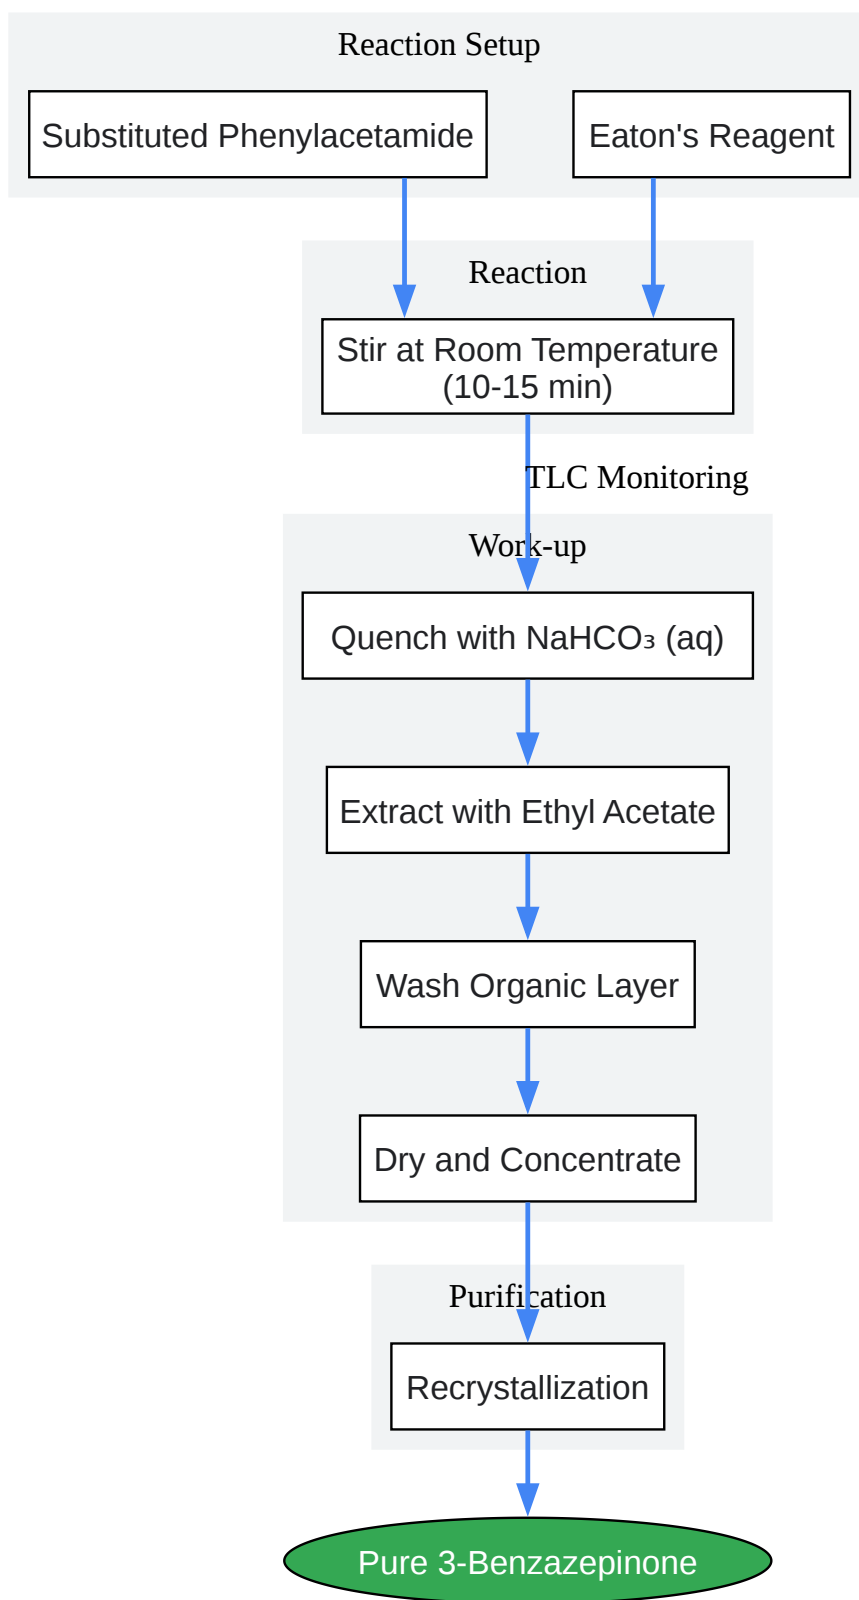 Reaction Setup
Substituted Phenylacetamide
Eaton's Reagent
Reaction
Stir at Room Temperature
(10-15 min)
TLC Monitoring
Work-up
Quench with NaHCO₃ (aq)
Extract with Ethyl Acetate
Wash Organic Layer
Dry and Concentrate
Purification
Recrystallization
Pure 3-Benzazepinone